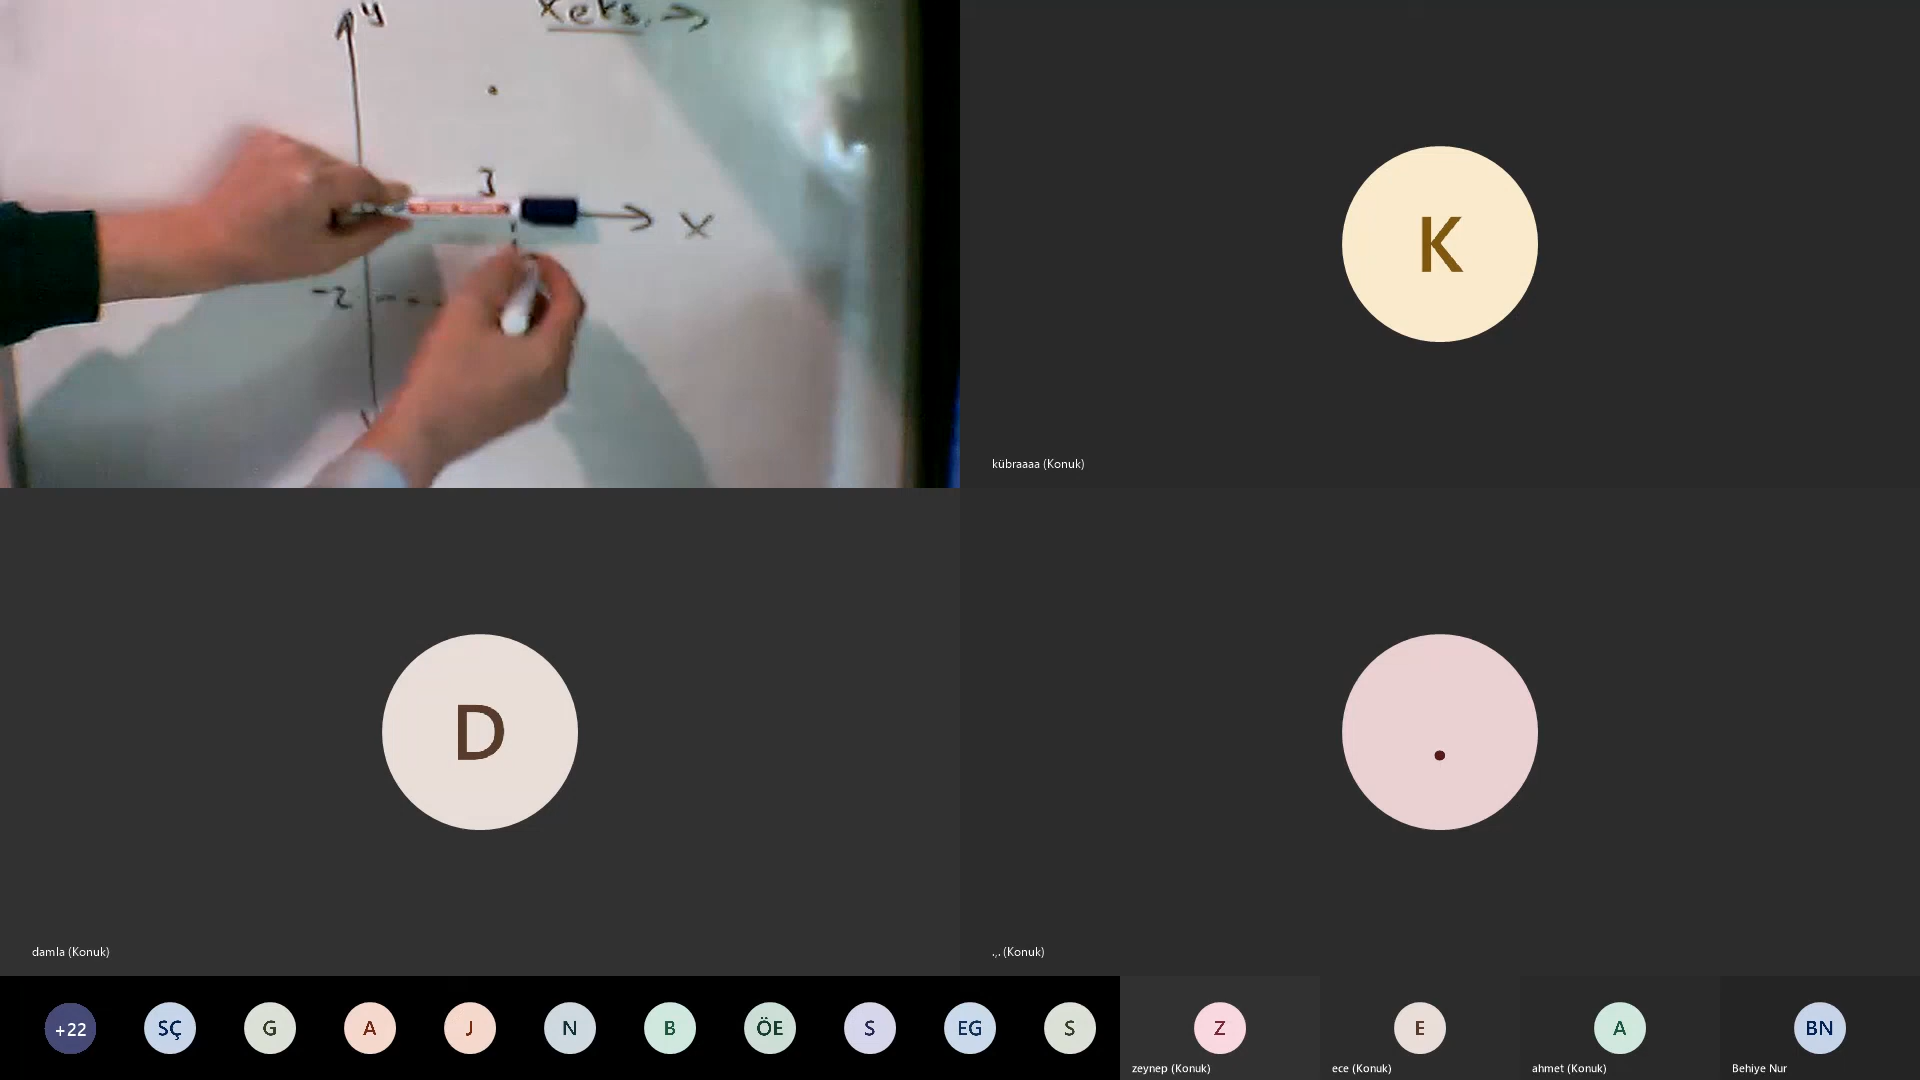 y
X eks. →
3
X
-2
K
kübraaaa (Konuk)
D
damla (Konuk)
.
.,. (Konuk)
+22
SÇ
G
A
J
N
B
ÖE
S
EG
S
Z
zeynep (Konuk)
E
ece (Konuk)
A
ahmet (Konuk)
BN
Behiye Nur